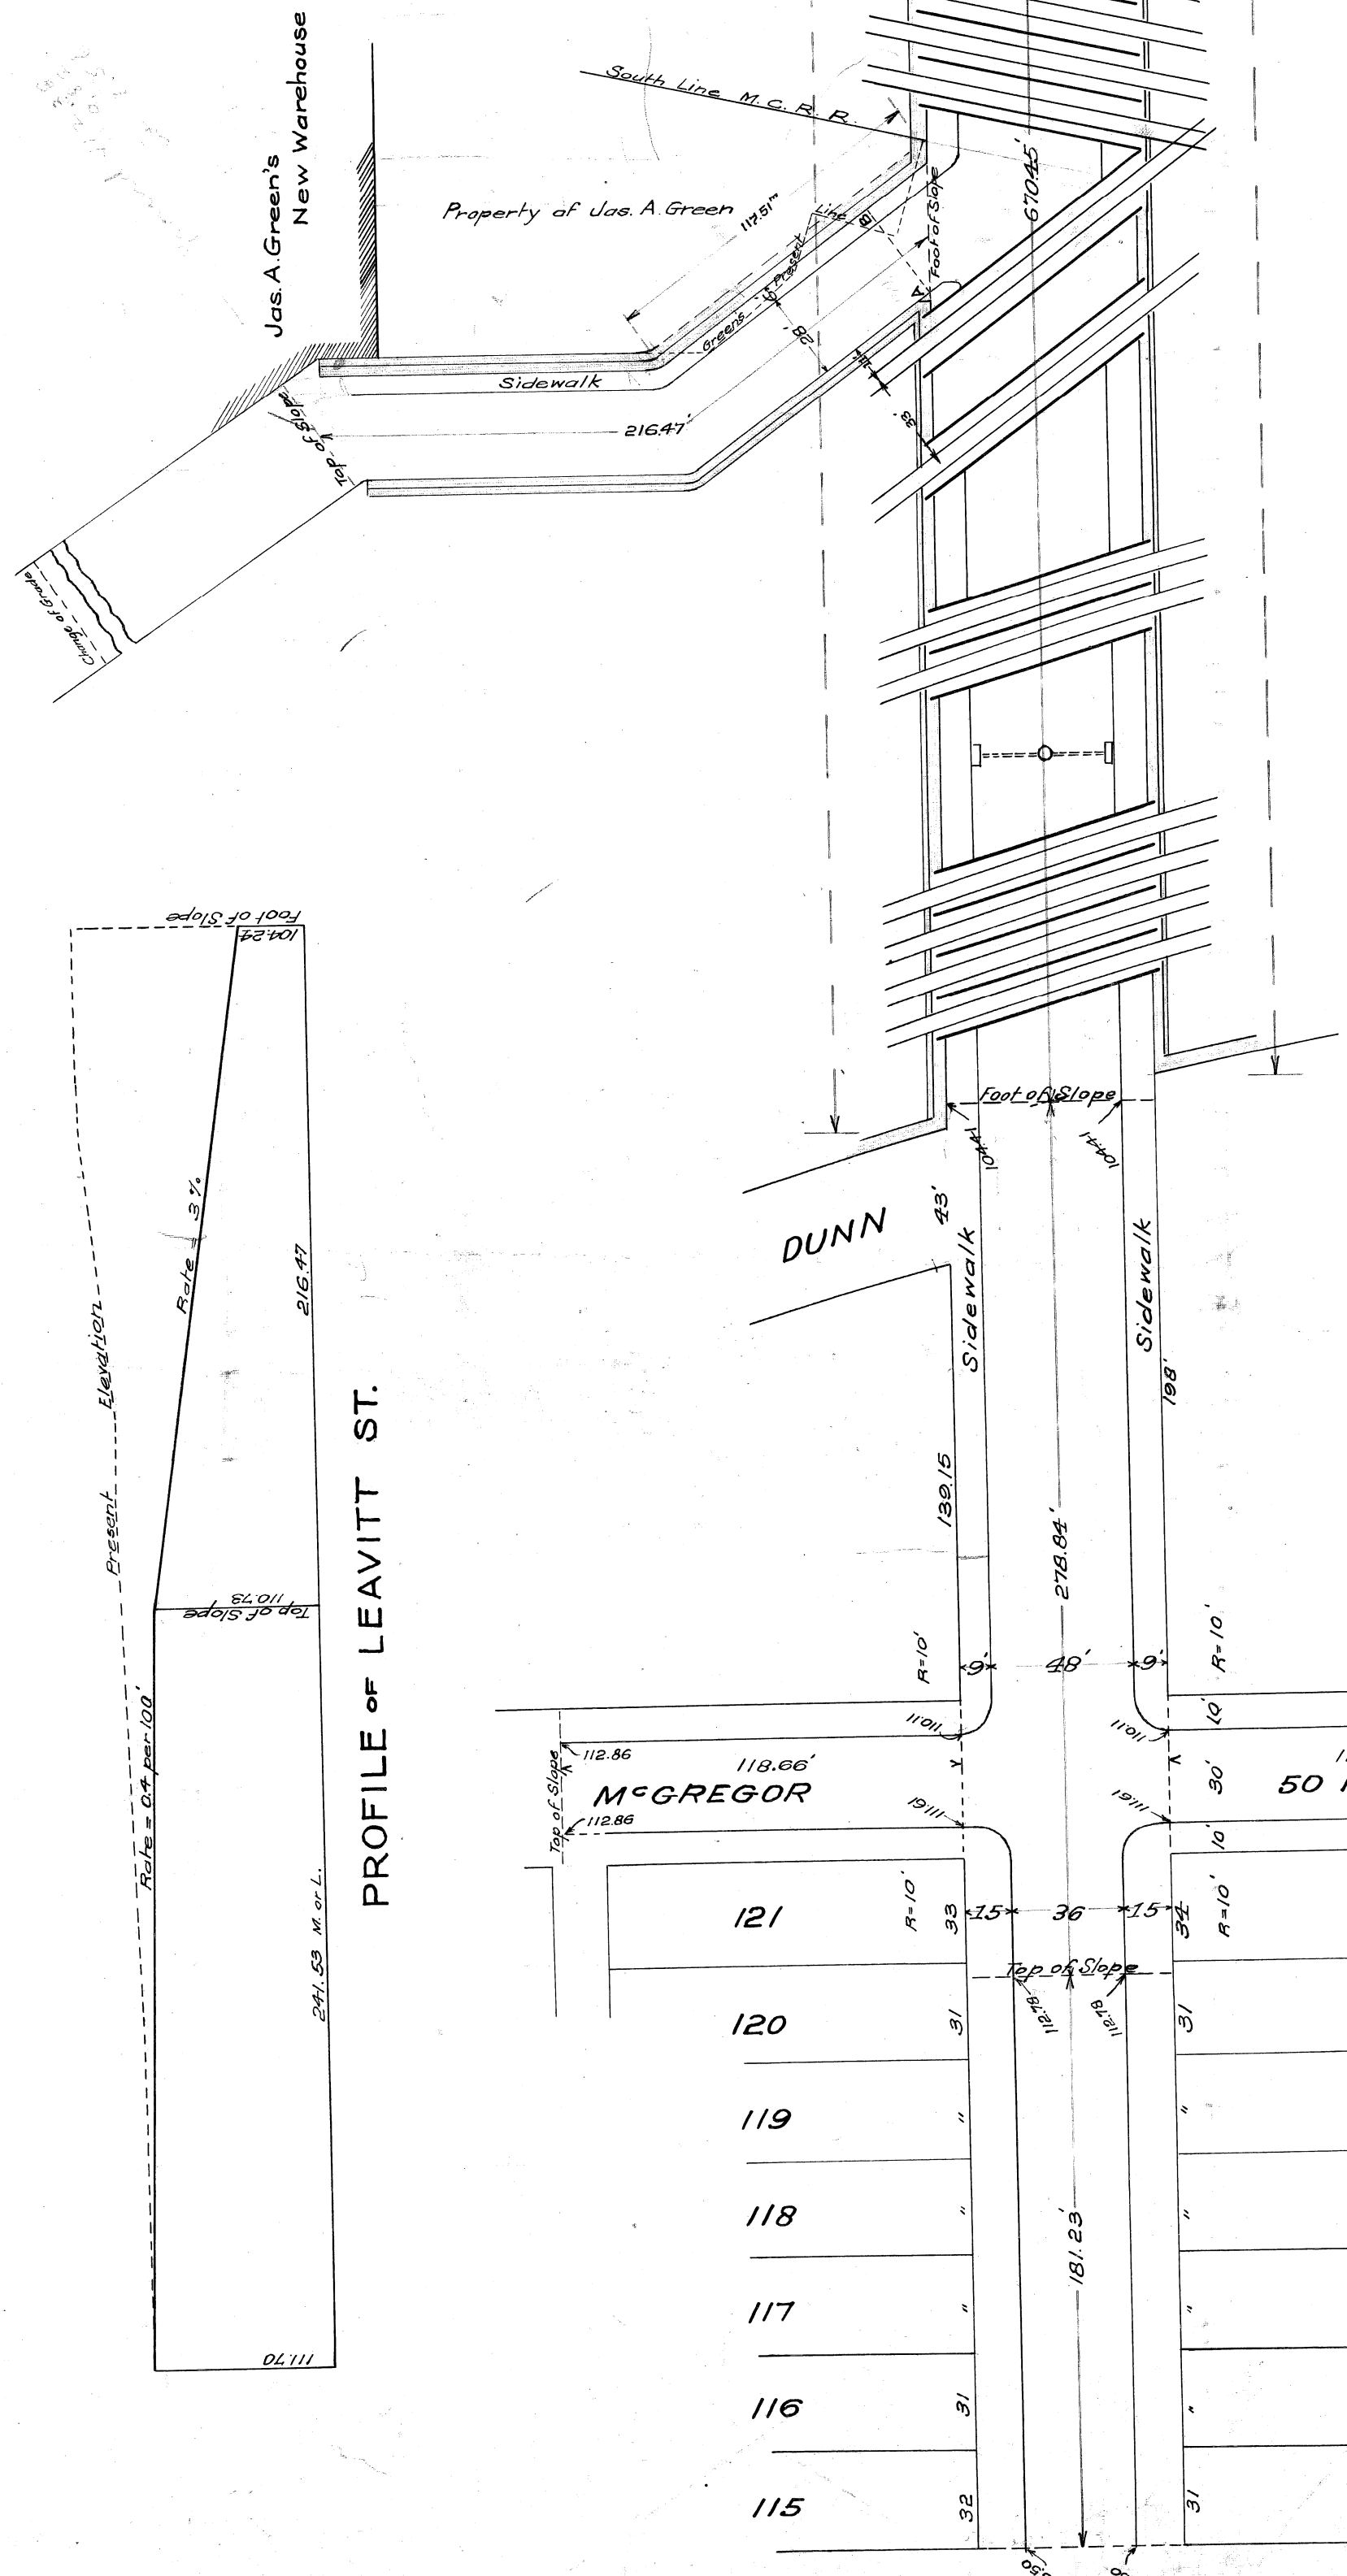 Jas. A. Green's
New Warehouse
South Line M. C. R. R.
Property of Jas. A. Green
117.51'
Line
B
Present
Green's
Foot of Slope
A
670.45'
28'
33'
Sidewalk
216.47'
Top of Slope
Change of Grade
Foot of Slope
104.24
Rate = 3%
216.47
Present Elevation
Top of Slope
110.73
Rate = 0.4 per 100'
241.53 M. or L.
111.70
PROFILE OF LEAVITT ST.
Foot of Slope
104.41
104.41
DUNN
43'
Sidewalk
Sidewalk
198'
139.15
278.84'
R=10'
9'
48'
9'
R=10'
110.11
110.11
10'
Top of Slope
112.86
118.66'
McGREGOR
112.86
111.61
111.61
30'
50
10'
121
R=10'
33
15
36
15
34
R=10'
Top of Slope
112.78
112.78
120
31
31
119
"
"
118
"
"
181.23'
117
"
"
116
31
"
115
32
31